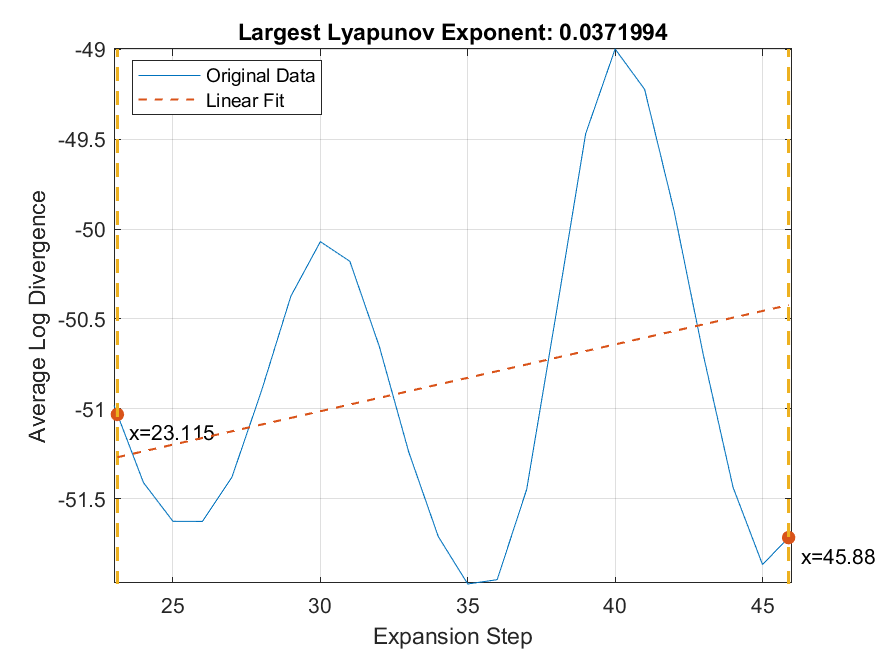 Largest Lyapunov Exponent: 0.0371994
Original Data
Linear Fit
Average Log Divergence
-49
-49.5
-50
-50.5
-51
-51.5
x=23.115
x=45.88
25
30
35
40
45
Expansion Step